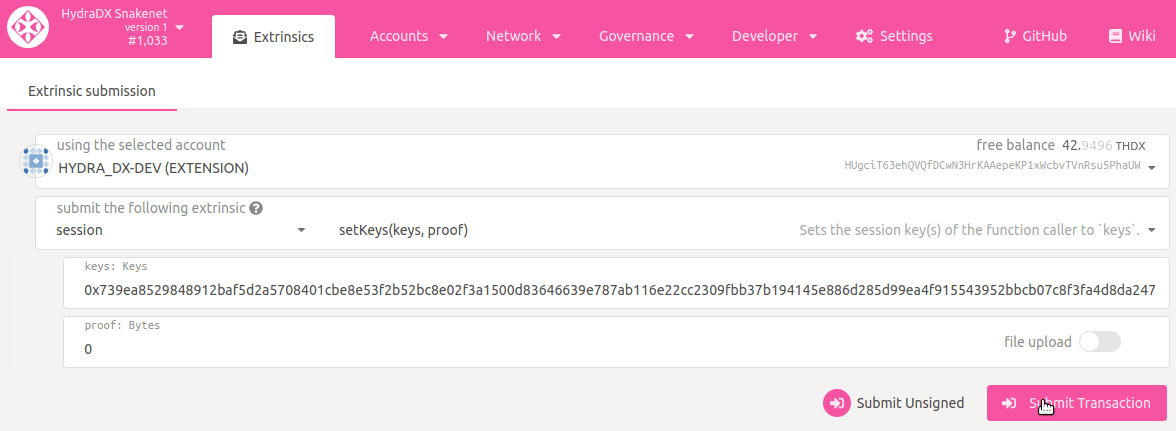 HydraDX Snakenet
version 1
#1,033
Extrinsics
Accounts
Network
Governance
Developer
Settings
GitHub
Wiki
Extrinsic submission
using the selected account
free balance 42.9496 THDX
HYDRA_DX-DEV (EXTENSION)
HUgciT63ehQVQfDCwN3HrKAAepeKP1xWcbvTVnRsu5PhaUW
submit the following extrinsic ?
session
setKeys(keys, proof)
Sets the session key(s) of the function caller to `keys`.
keys: Keys
0x739ea8529848912baf5d2a5708401cbe8e53f2b52bc8e02f3a1500d83646639e787ab116e22cc2309fbb37b194145e886d285d99ea4f915543952bbcb07c8f3fa4d8da247
proof: Bytes
0
file upload
Submit Unsigned
Submit Transaction